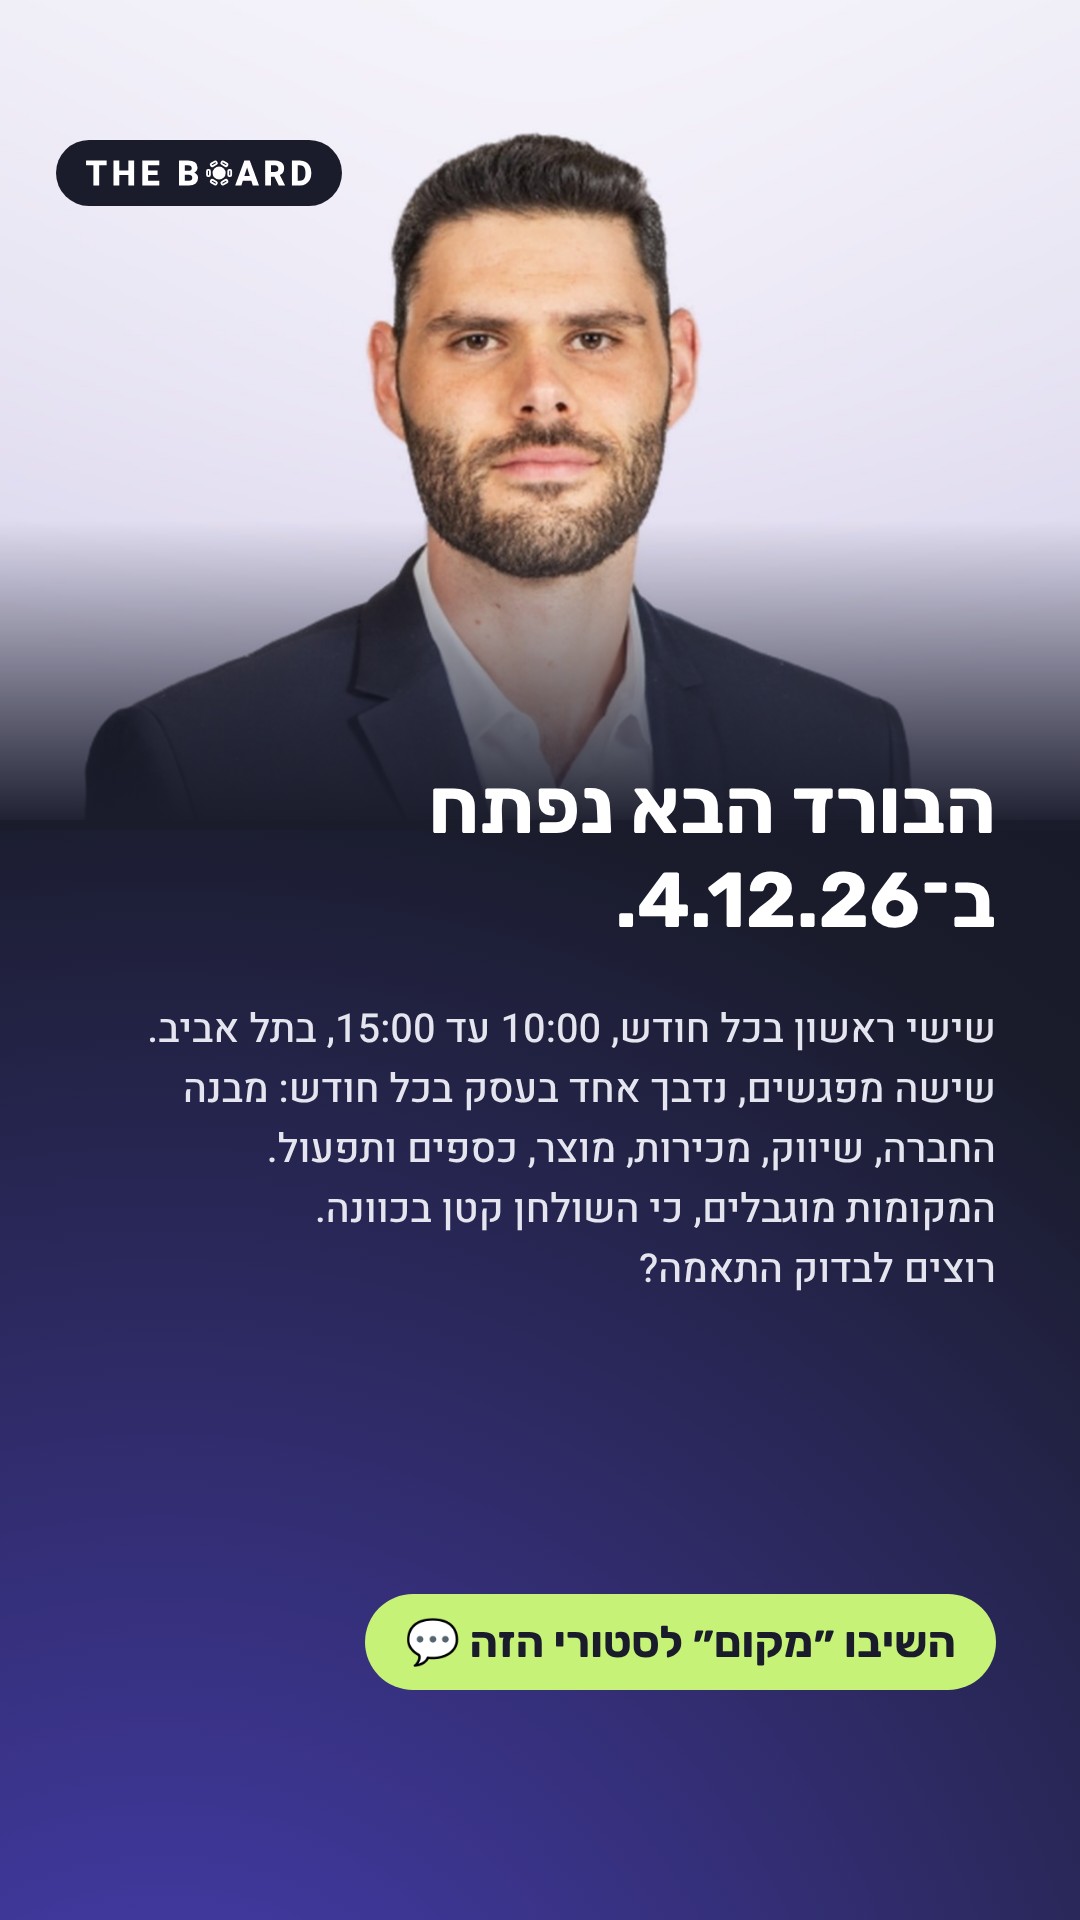 THE BOARD
הבורד הבא נפתח
ב־4.12.26.
שישי ראשון בכל חודש, 10:00 עד 15:00, בתל אביב.
שישה מפגשים, נדבך אחד בעסק בכל חודש: מבנה
החברה, שיווק, מכירות, מוצר, כספים ותפעול.
המקומות מוגבלים, כי השולחן קטן בכוונה.
רוצים לבדוק התאמה?
השיבו ״מקום״ לסטורי הזה 💬